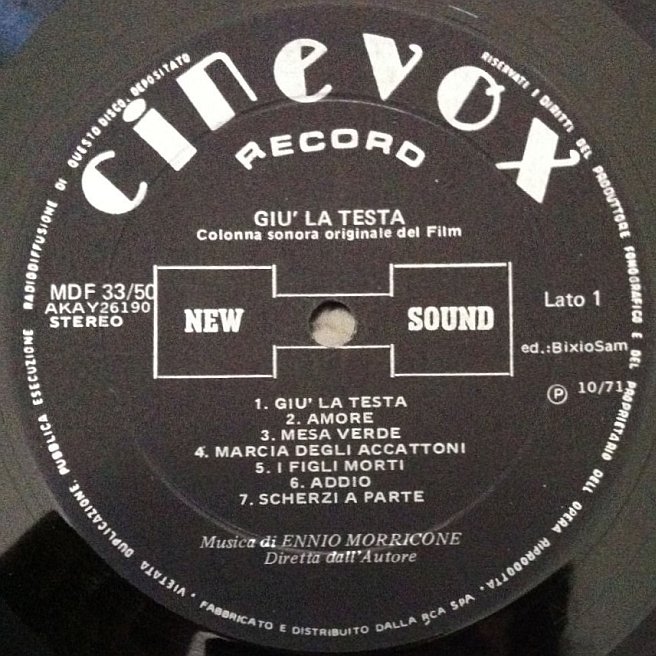 cinevox
RECORD
GIU' LA TESTA
Colonna sonora originale del Film
MDF 33/50
AKAY26190
STEREO
NEW SOUND
Lato 1
ed.:BixioSam
Ⓟ 10/71
1. GIU' LA TESTA
2. AMORE
3. MESA VERDE
4. MARCIA DEGLI ACCATTONI
5. I FIGLI MORTI
6. ADDIO
7. SCHERZI A PARTE
Musica di ENNIO MORRICONE
Diretta dall'Autore
RISERVATI I DIRITTI DEL PRODUTTORE FONOGRAFICO E DEL PROPRIETARIO DELL OPERA RIPRODOTTA · VIETATA DUPLICAZIONE, PUBBLICA ESECUZIONE RADIODIFFUSIONE DI QUESTO DISCO. DEPOSITATO
· FABBRICATO E DISTRIBUITO DALLA RCA SPA ·